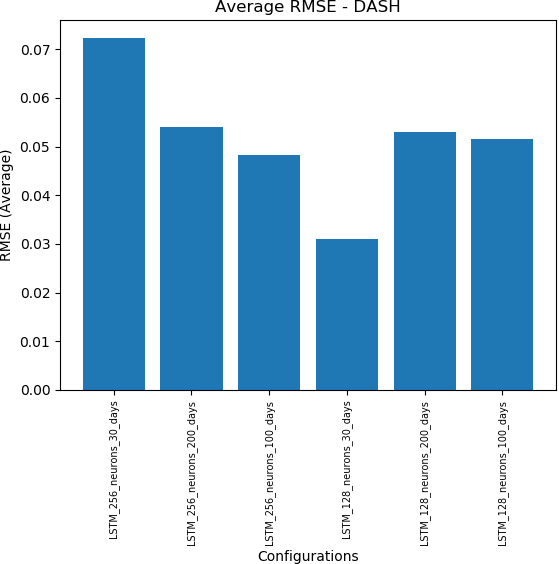 Average RMSE - DASH
RMSE (Average)
0.07
0.06
0.05
0.04
0.03
0.02
0.01
0.00
LSTM_256_neurons_30_days
LSTM_256_neurons_200_days
LSTM_256_neurons_100_days
LSTM_128_neurons_30_days
LSTM_128_neurons_200_days
LSTM_128_neurons_100_days
Configurations